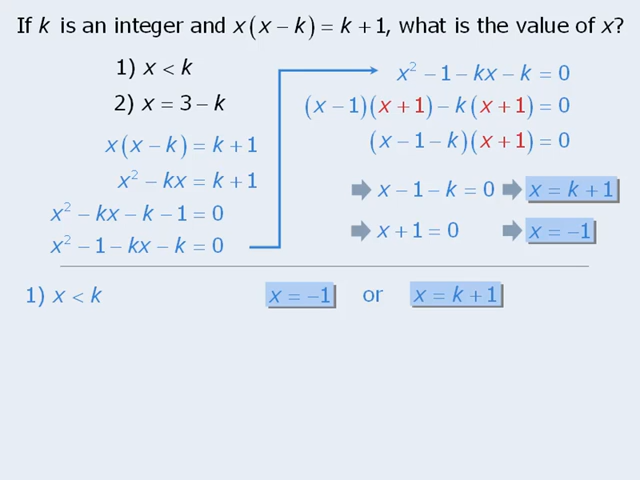 If k is an integer and x(x − k) = k + 1, what is the value of x?
1) x < k
2) x = 3 − k
x(x − k) = k + 1
x² − kx = k + 1
x² − kx − k − 1 = 0
x² − 1 − kx − k = 0
x² − 1 − kx − k = 0
(x − 1)(x + 1) − k(x + 1) = 0
(x − 1 − k)(x + 1) = 0
x − 1 − k = 0 x = k + 1
x + 1 = 0 x = −1
1) x < k x = −1 or x = k + 1